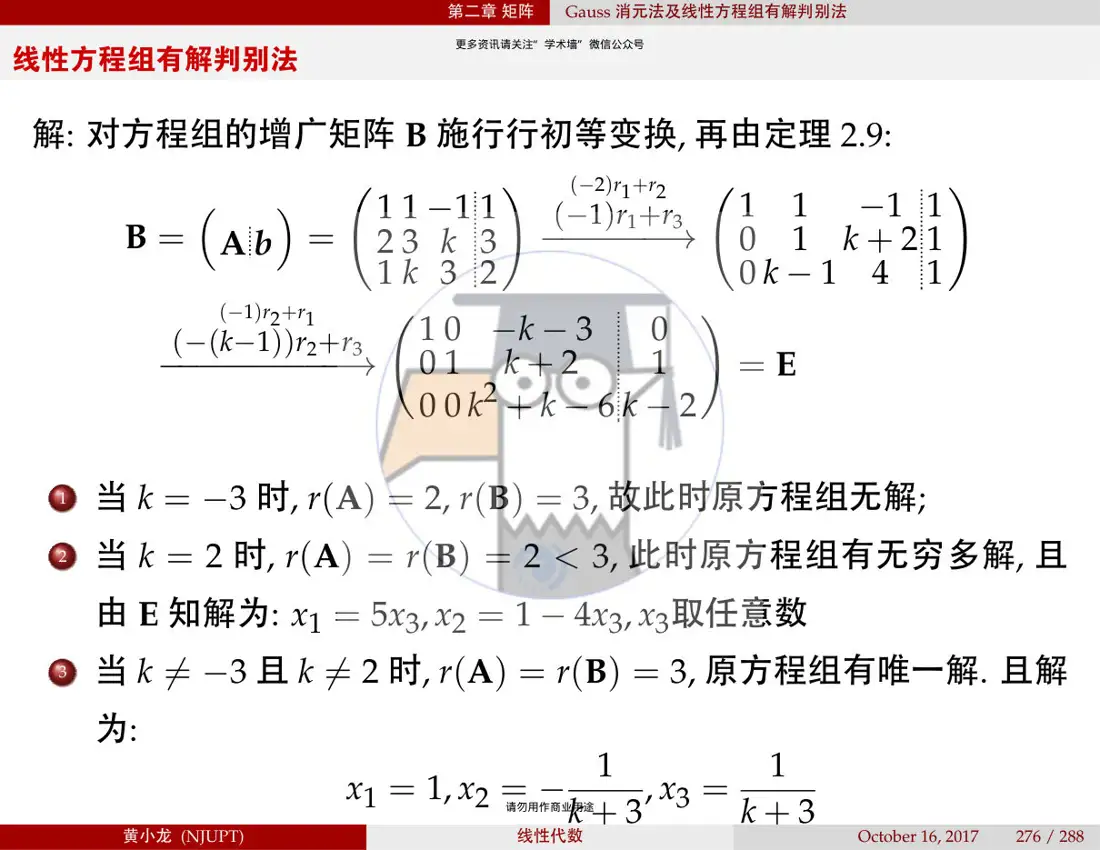 第二章 矩阵 Gauss 消元法及线性方程组有解判别法
线性方程组有解判别法
更多资讯请关注“学术墙”微信公众号
解: 对方程组的增广矩阵 B 施行行初等变换, 再由定理 2.9:
(−2)r₁+r₂
B = (A⋮b) = (1 1 −1 ⋮ 1 (−1)r₁+r₃ (1 1 −1 ⋮ 1
2 3 k ⋮ 3 0 1 k + 2 ⋮ 1
1 k 3 ⋮ 2) 0 k − 1 4 ⋮ 1)
(−1)r₂+r₁
(−(k−1))r₂+r₃ (1 0 −k − 3 ⋮ 0
0 1 k + 2 ⋮ 1 = E
0 0 k² + k − 6 ⋮ k − 2)
1 当 k = −3 时, r(A) = 2, r(B) = 3, 故此时原方程组无解;
2 当 k = 2 时, r(A) = r(B) = 2 < 3, 此时原方程组有无穷多解, 且
由 E 知解为: x₁ = 5x₃, x₂ = 1 − 4x₃, x₃取任意数
3 当 k ≠ −3 且 k ≠ 2 时, r(A) = r(B) = 3, 原方程组有唯一解. 且解
为:
x₁ = 1, x₂ = −1/(k + 3), x₃ = 1/(k + 3)
请勿用作商业用途
黄小龙 (NJUPT) 线性代数 October 16, 2017 276 / 288